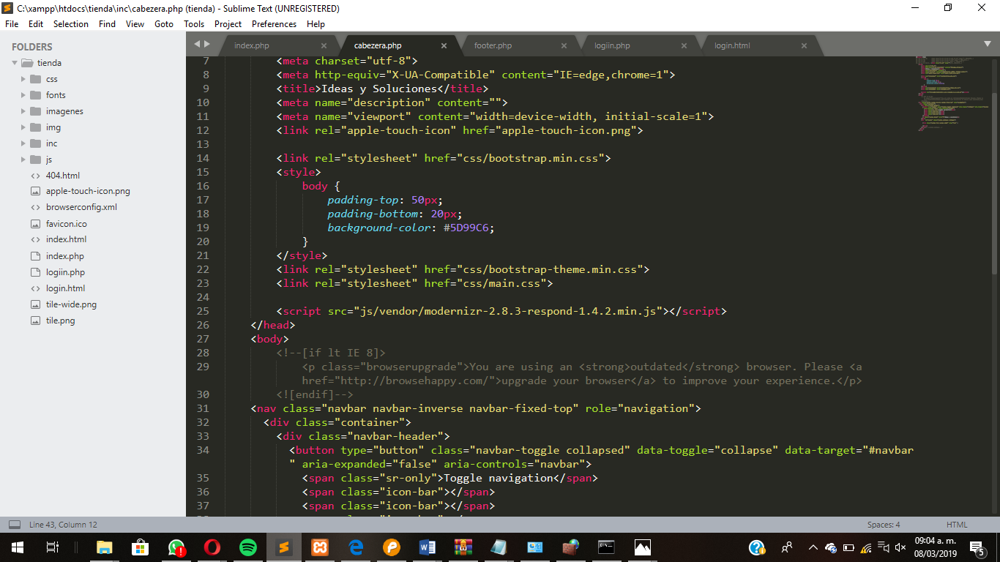 C:\xampp\htdocs\tienda\inc\cabezera.php (tienda) - Sublime Text (UNREGISTERED)
File Edit Selection Find View Goto Tools Project Preferences Help
FOLDERS
tienda
css
fonts
imagenes
img
inc
js
404.html
apple-touch-icon.png
browserconfig.xml
favicon.ico
index.html
index.php
logiin.php
login.html
tile-wide.png
tile.png
index.php cabezera.php footer.php logiin.php login.html
7 <meta charset="utf-8">
8 <meta http-equiv="X-UA-Compatible" content="IE=edge,chrome=1">
9 <title>Ideas y Soluciones</title>
10 <meta name="description" content="">
11 <meta name="viewport" content="width=device-width, initial-scale=1">
12 <link rel="apple-touch-icon" href="apple-touch-icon.png">
13
14 <link rel="stylesheet" href="css/bootstrap.min.css">
15 <style>
16 body {
17 padding-top: 50px;
18 padding-bottom: 20px;
19 background-color: #5D99C6;
20 }
21 </style>
22 <link rel="stylesheet" href="css/bootstrap-theme.min.css">
23 <link rel="stylesheet" href="css/main.css">
24
25 <script src="js/vendor/modernizr-2.8.3-respond-1.4.2.min.js"></script>
26 </head>
27 <body>
28 <!--[if lt IE 8]>
29 <p class="browserupgrade">You are using an <strong>outdated</strong> browser. Please <a
href="http://browsehappy.com/">upgrade your browser</a> to improve your experience.</p>
30 <![endif]-->
31 <nav class="navbar navbar-inverse navbar-fixed-top" role="navigation">
32 <div class="container">
33 <div class="navbar-header">
34 <button type="button" class="navbar-toggle collapsed" data-toggle="collapse" data-target="#navbar
" aria-expanded="false" aria-controls="navbar">
35 <span class="sr-only">Toggle navigation</span>
36 <span class="icon-bar"></span>
37 <span class="icon-bar"></span>
Line 43, Column 12 Spaces: 4 HTML
09:04 a. m.
08/03/2019
5